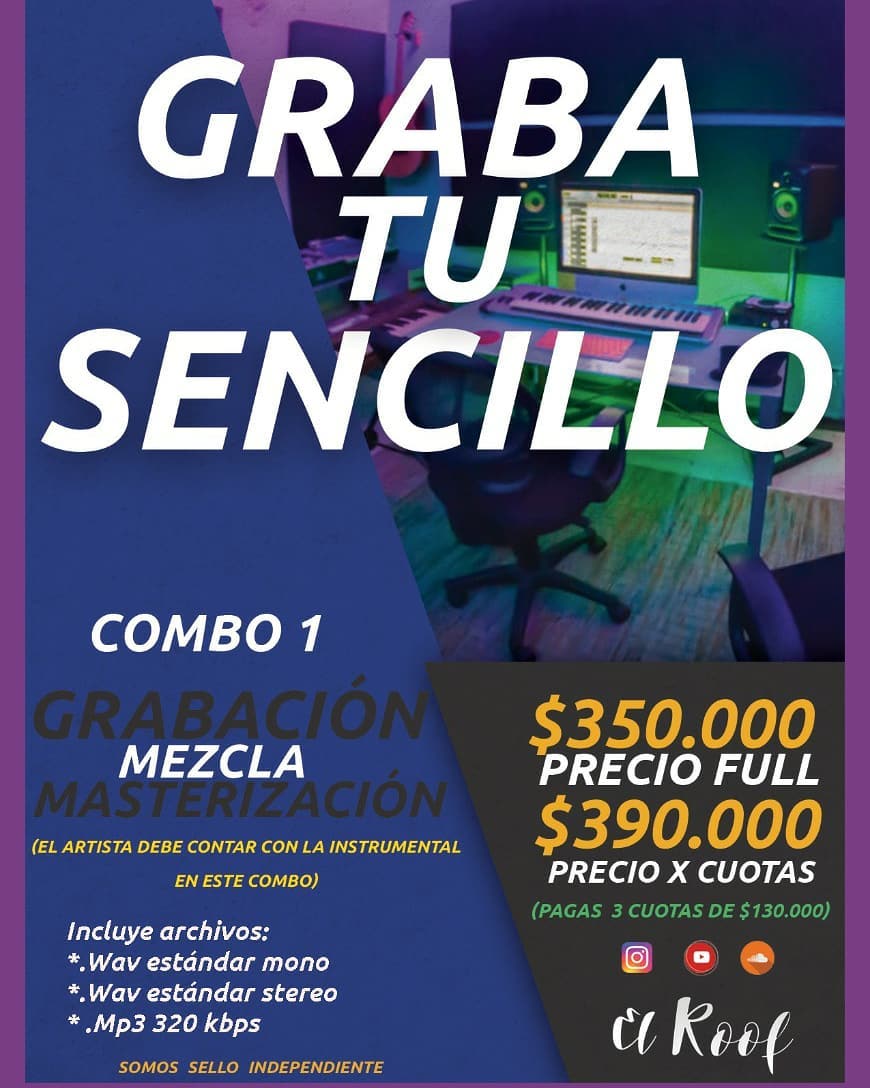 GRABA
TU
SENCILLO
COMBO 1
GRABACIÓN
MEZCLA
MASTERIZACIÓN
(EL ARTISTA DEBE CONTAR CON LA INSTRUMENTAL
EN ESTE COMBO)
Incluye archivos:
*.Wav estándar mono
*.Wav estándar stereo
* .Mp3 320 kbps
SOMOS SELLO INDEPENDIENTE
$350.000
PRECIO FULL
$390.000
PRECIO X CUOTAS
(PAGAS 3 CUOTAS DE $130.000)
El Roof